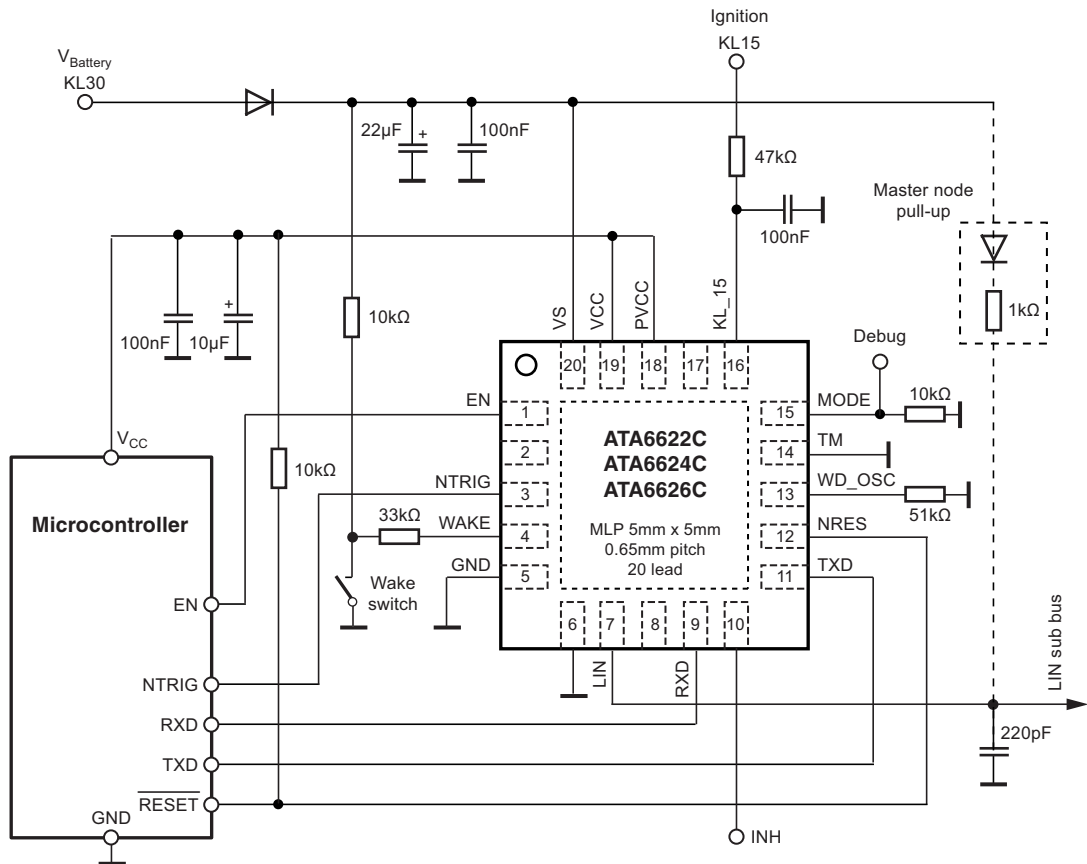 Ignition
KL15
V_Battery
KL30
22µF
+
100nF
47kΩ
100nF
Master node
pull-up
1kΩ
100nF
+
10µF
10kΩ
VS
VCC
PVCC
KL_15
Debug
20
19
18
17
16
EN
1
2
NTRIG
3
WAKE
4
GND
5
ATA6622C
ATA6624C
ATA6626C
MLP 5mm x 5mm
0.65mm pitch
20 lead
15
MODE
10kΩ
14
TM
13
WD_OSC
51kΩ
12
NRES
11
TXD
6
7
8
9
10
LIN
RXD
V_CC
10kΩ
33kΩ
Wake
switch
Microcontroller
EN
NTRIG
RXD
TXD
RESET
GND
LIN sub bus
220pF
INH